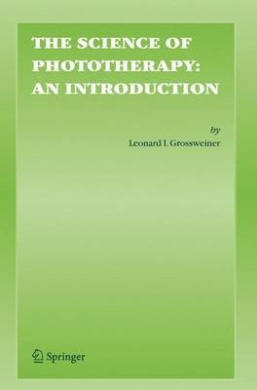 THE SCIENCE OF
PHOTOTHERAPY:
AN INTRODUCTION
by
Leonard I. Grossweiner
Springer